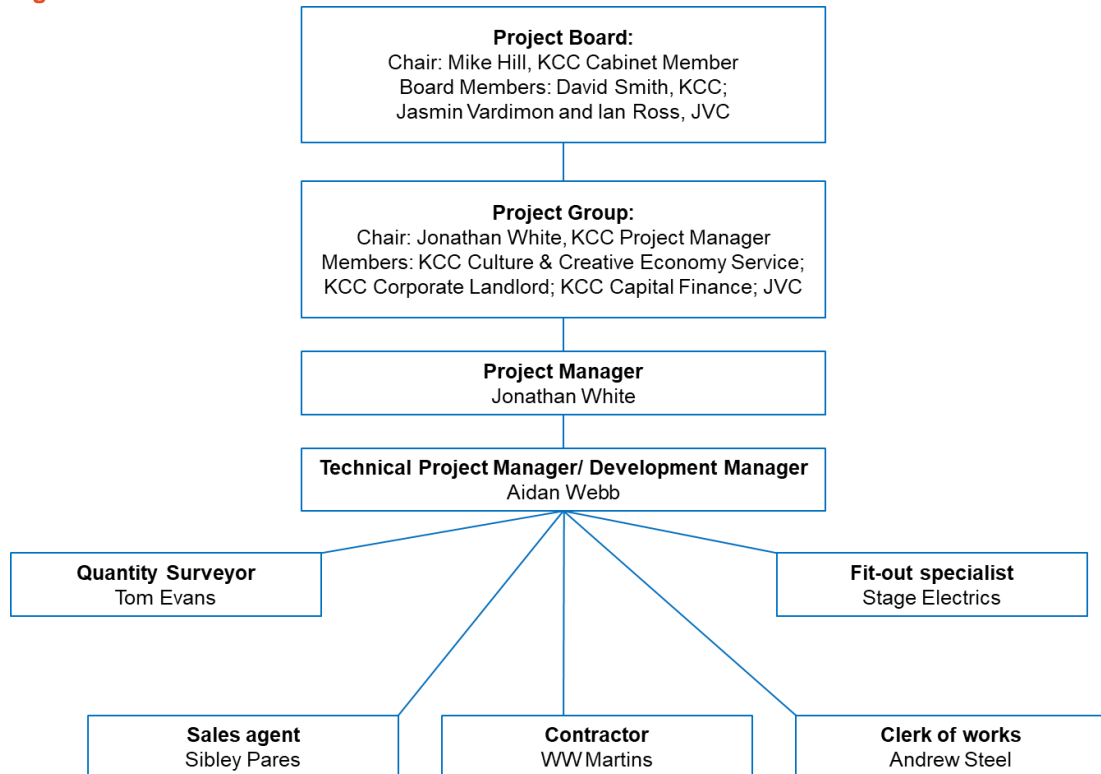 Project Board:
Chair: Mike Hill, KCC Cabinet Member
Board Members: David Smith, KCC;
Jasmin Vardimon and Ian Ross, JVC
Project Group:
Chair: Jonathan White, KCC Project Manager
Members: KCC Culture & Creative Economy Service;
KCC Corporate Landlord; KCC Capital Finance; JVC
Project Manager
Jonathan White
Technical Project Manager/ Development Manager
Aidan Webb
Quantity Surveyor
Tom Evans
Fit-out specialist
Stage Electrics
Sales agent
Sibley Pares
Contractor
WW Martins
Clerk of works
Andrew Steel